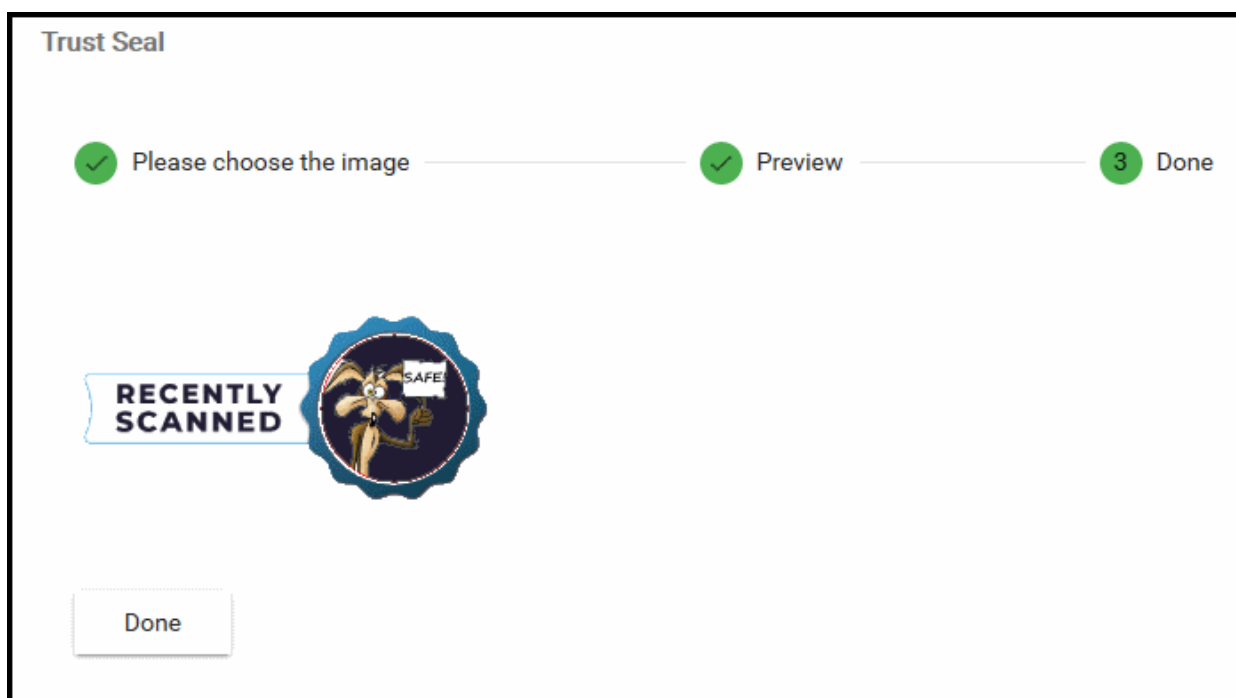 Trust Seal
Please choose the image
Preview
3 Done
RECENTLY
SCANNED
SAFE!
Done